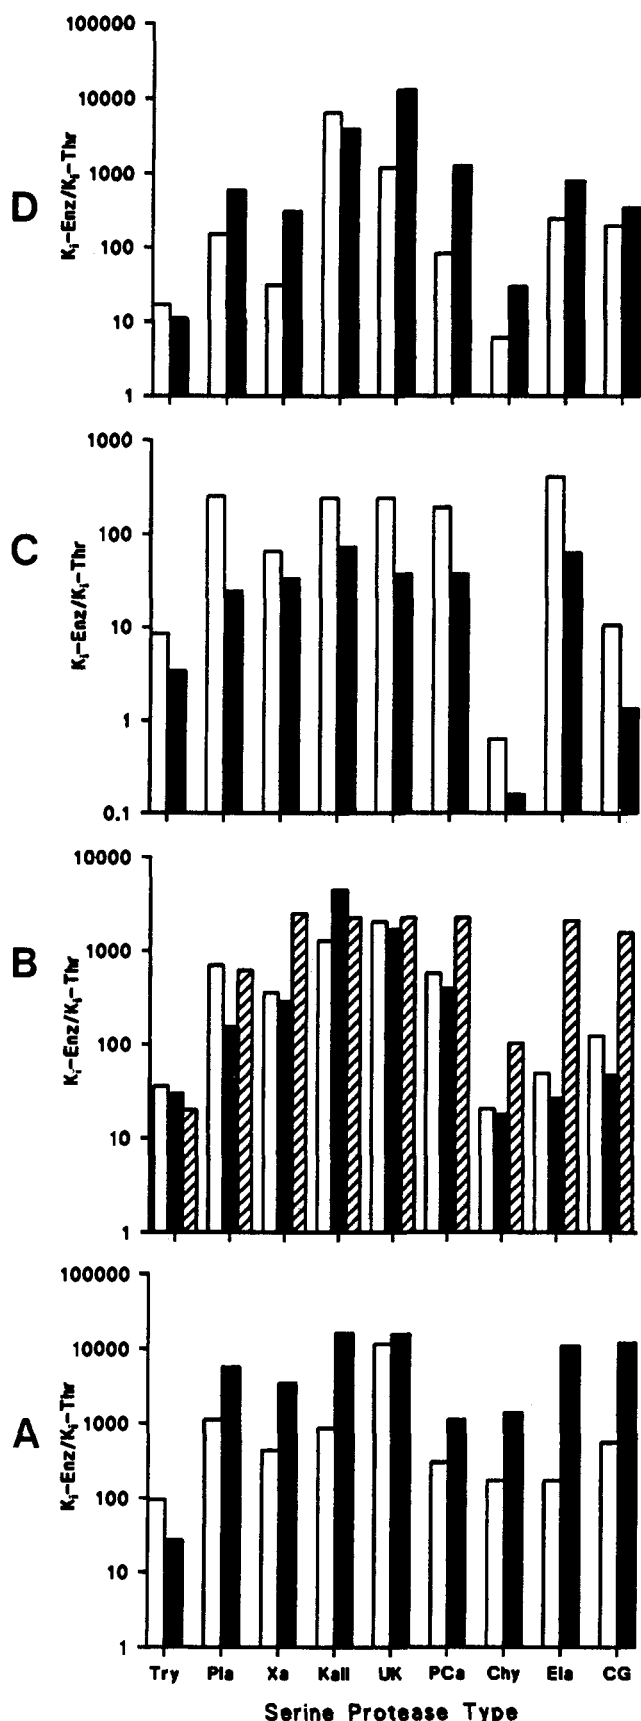 100000
10000
1000
100
10
1
D
Kᵢ-Enz/Kᵢ-Thr
1000
100
10
1
0.1
C
Kᵢ-Enz/Kᵢ-Thr
10000
1000
100
10
1
B
Kᵢ-Enz/Kᵢ-Thr
100000
10000
1000
100
10
1
A
Kᵢ-Enz/Kᵢ-Thr
Try Pla Xa Kall UK PCa Chy Ela CG
Serine Protease Type